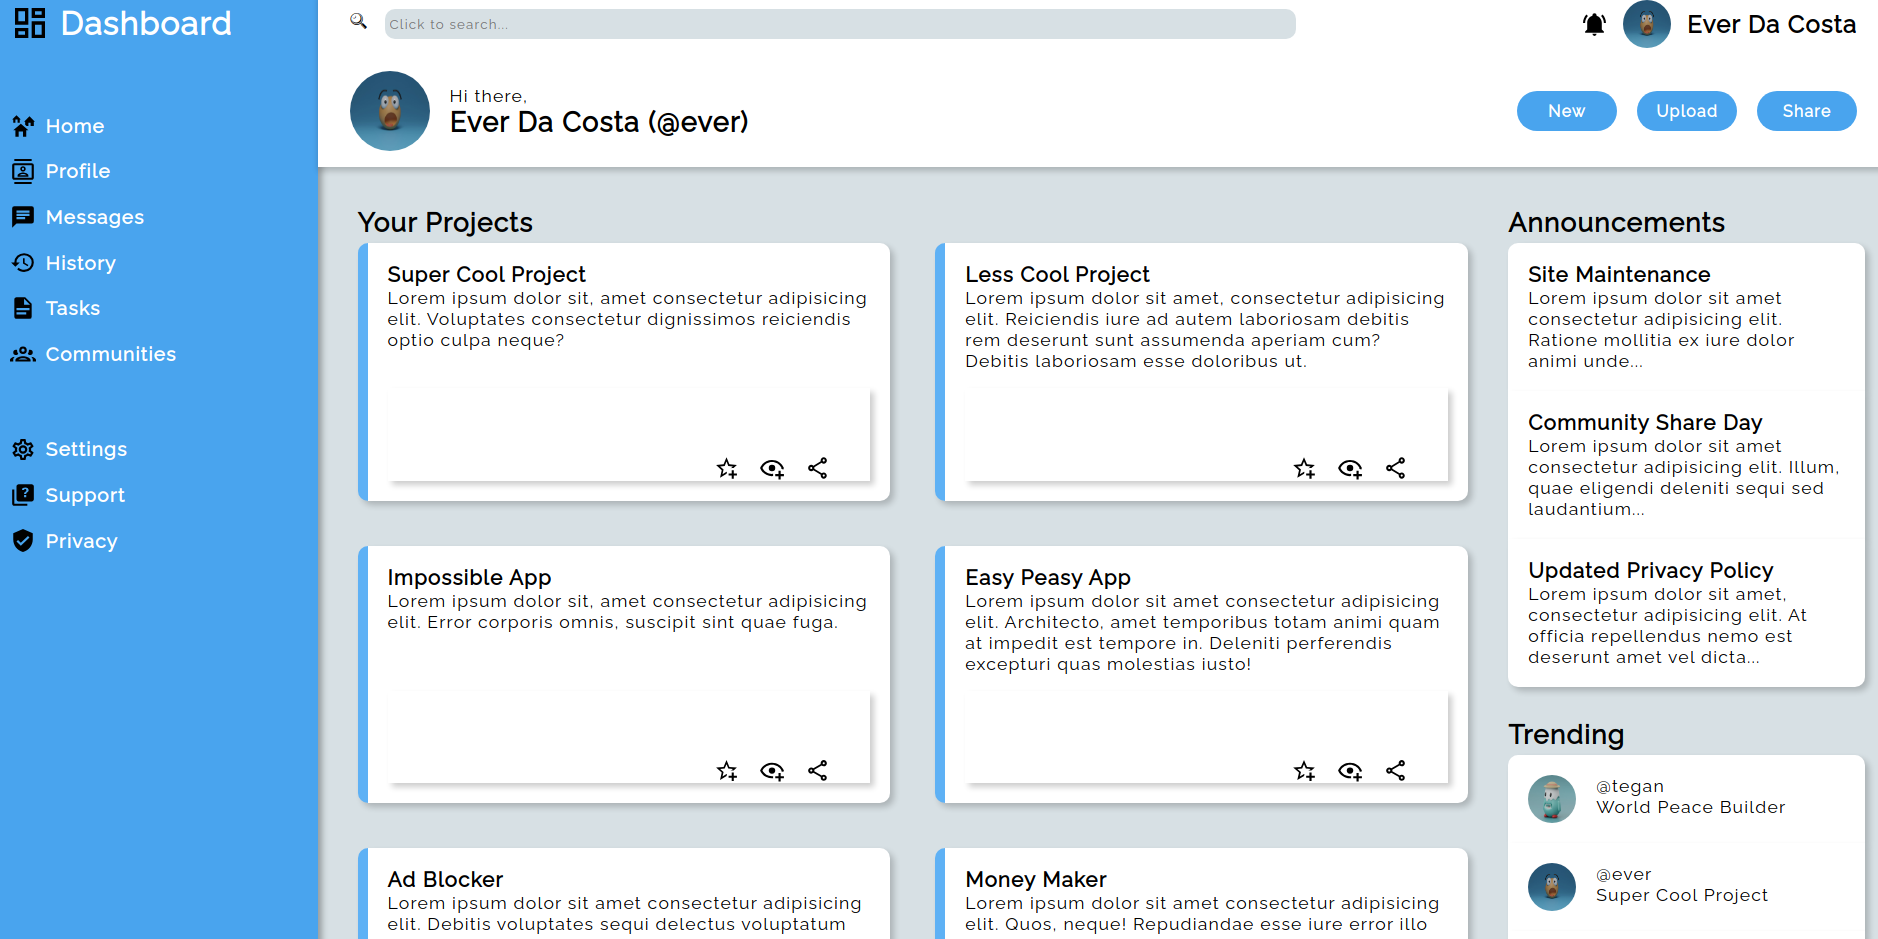 Dashboard
Home
Profile
Messages
History
Tasks
Communities
Settings
Support
Privacy
Click to search...
Ever Da Costa
Hi there,
Ever Da Costa (@ever)
New
Upload
Share
Your Projects
Super Cool Project
Lorem ipsum dolor sit, amet consectetur adipisicing
elit. Voluptates consectetur dignissimos reiciendis
optio culpa neque?
Less Cool Project
Lorem ipsum dolor sit amet, consectetur adipisicing
elit. Reiciendis iure ad autem laboriosam debitis
rem deserunt sunt assumenda aperiam cum?
Debitis laboriosam esse doloribus ut.
Impossible App
Lorem ipsum dolor sit, amet consectetur adipisicing
elit. Error corporis omnis, suscipit sint quae fuga.
Easy Peasy App
Lorem ipsum dolor sit amet consectetur adipisicing
elit. Architecto, amet temporibus totam animi quam
at impedit est tempore in. Deleniti perferendis
excepturi quas molestias iusto!
Ad Blocker
Lorem ipsum dolor sit amet consectetur adipisicing
elit. Debitis voluptates sequi delectus voluptatum
Money Maker
Lorem ipsum dolor sit amet consectetur adipisicing
elit. Quos, neque! Repudiandae esse iure error illo
Announcements
Site Maintenance
Lorem ipsum dolor sit amet
consectetur adipisicing elit.
Ratione mollitia ex iure dolor
animi unde...
Community Share Day
Lorem ipsum dolor sit amet
consectetur adipisicing elit. Illum,
quae eligendi deleniti sequi sed
laudantium...
Updated Privacy Policy
Lorem ipsum dolor sit amet,
consectetur adipisicing elit. At
officia repellendus nemo est
deserunt amet vel dicta...
Trending
@tegan
World Peace Builder
@ever
Super Cool Project